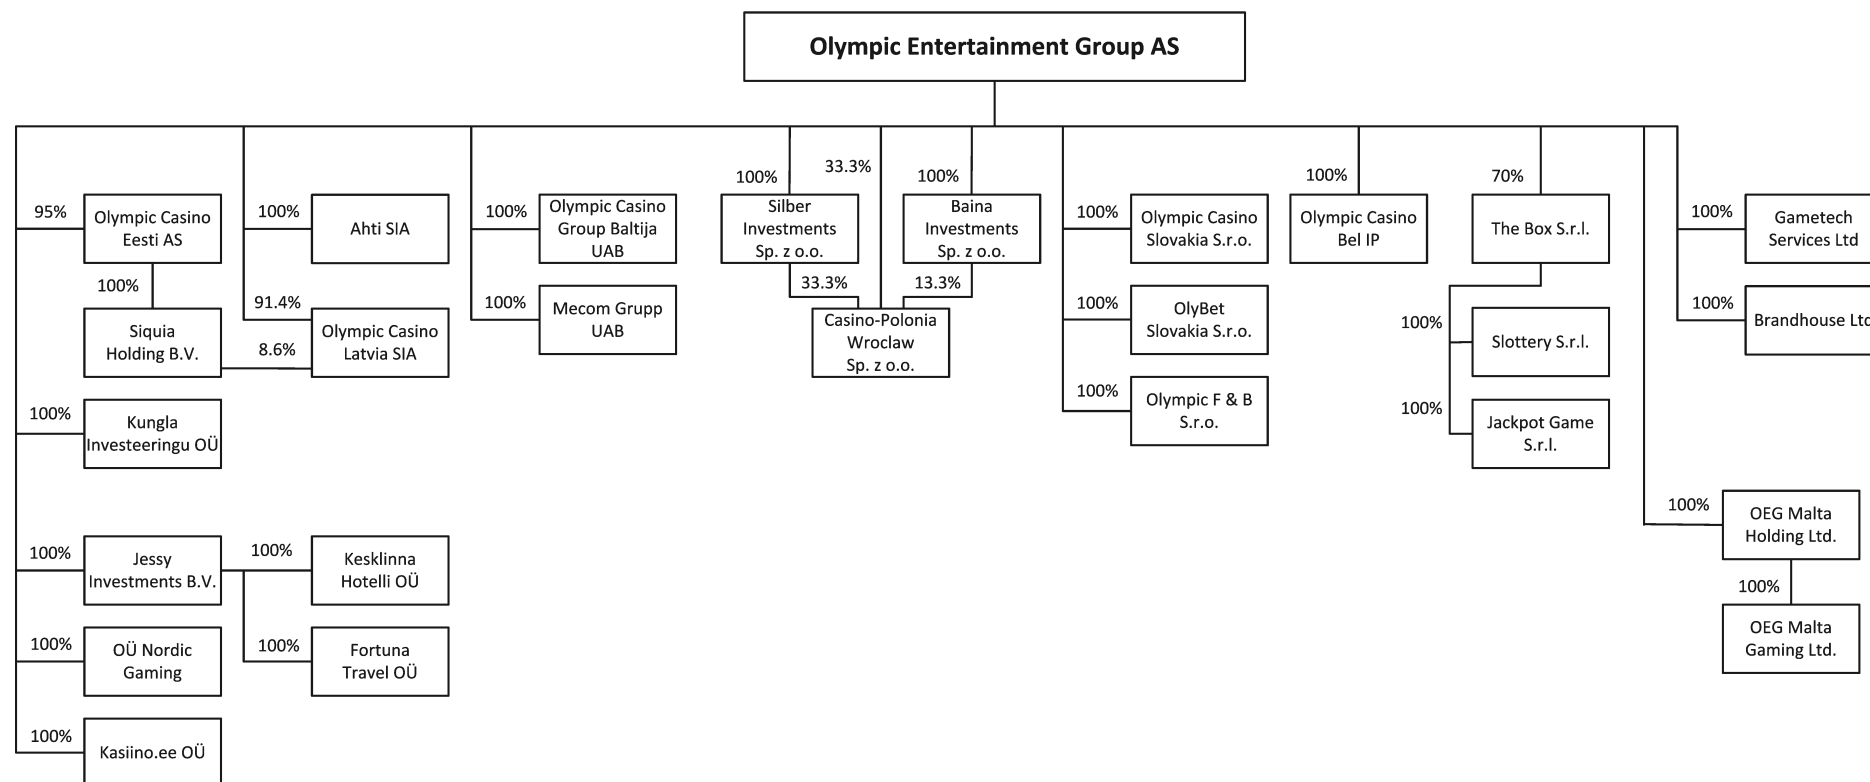 Olympic Entertainment Group AS
95%
Olympic Casino
Eesti AS
100%
Siquia
Holding B.V.
100%
Kungla
Investeeringu OÜ
100%
Jessy
Investments B.V.
100%
OÜ Nordic
Gaming
100%
Kasiino.ee OÜ
100%
Ahti SIA
91.4%
8.6%
Olympic Casino
Latvia SIA
100%
Kesklinna
Hotelli OÜ
100%
Fortuna
Travel OÜ
100%
Olympic Casino
Group Baltija
UAB
100%
Mecom Grupp
UAB
100%
Silber
Investments
Sp. z o.o.
33.3%
33.3%
100%
Baina
Investments
Sp. z o.o.
13.3%
Casino-Polonia
Wroclaw
Sp. z o.o.
100%
Olympic Casino
Slovakia S.r.o.
100%
OlyBet
Slovakia S.r.o.
100%
Olympic F & B
S.r.o.
100%
Olympic Casino
Bel IP
70%
The Box S.r.l.
100%
Slottery S.r.l.
100%
Jackpot Game
S.r.l.
100%
Gametech
Services Ltd
100%
Brandhouse Ltd
100%
OEG Malta
Holding Ltd.
100%
OEG Malta
Gaming Ltd.